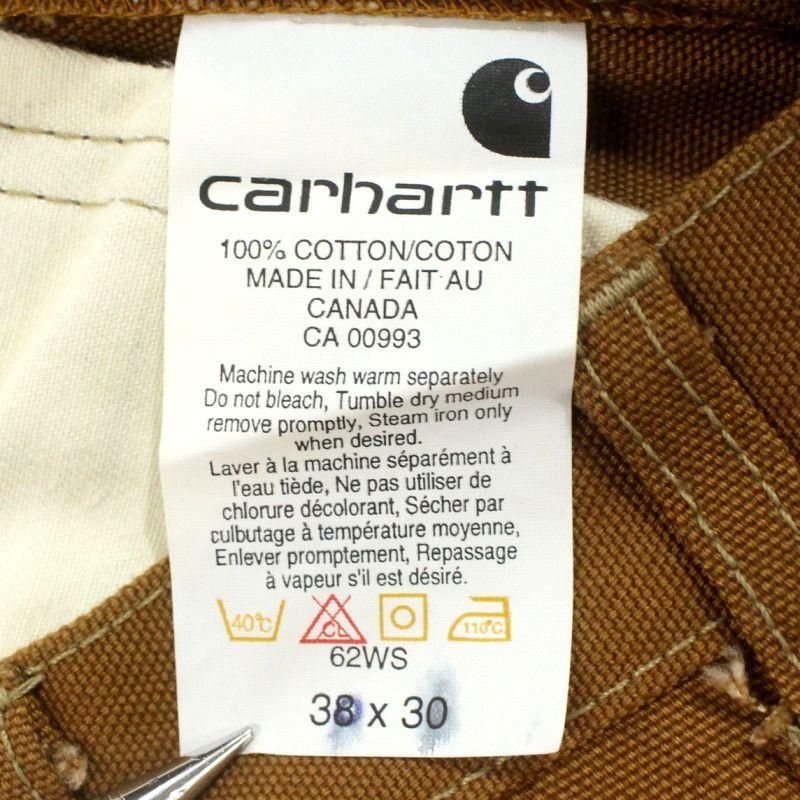 carhartt
100% COTTON/COTON
MADE IN / FAIT AU
CANADA
CA 00993
Machine wash warm separately
Do not bleach, Tumble dry medium
remove promptly, Steam iron only
when desired.
Laver à la machine séparément à
l'eau tiède, Ne pas utiliser de
chlorure décolorant, Sécher par
culbutage à température moyenne,
Enlever promptement, Repassage
à vapeur s'il est désiré.
40°C CL 110°C
62WS
38 x 30